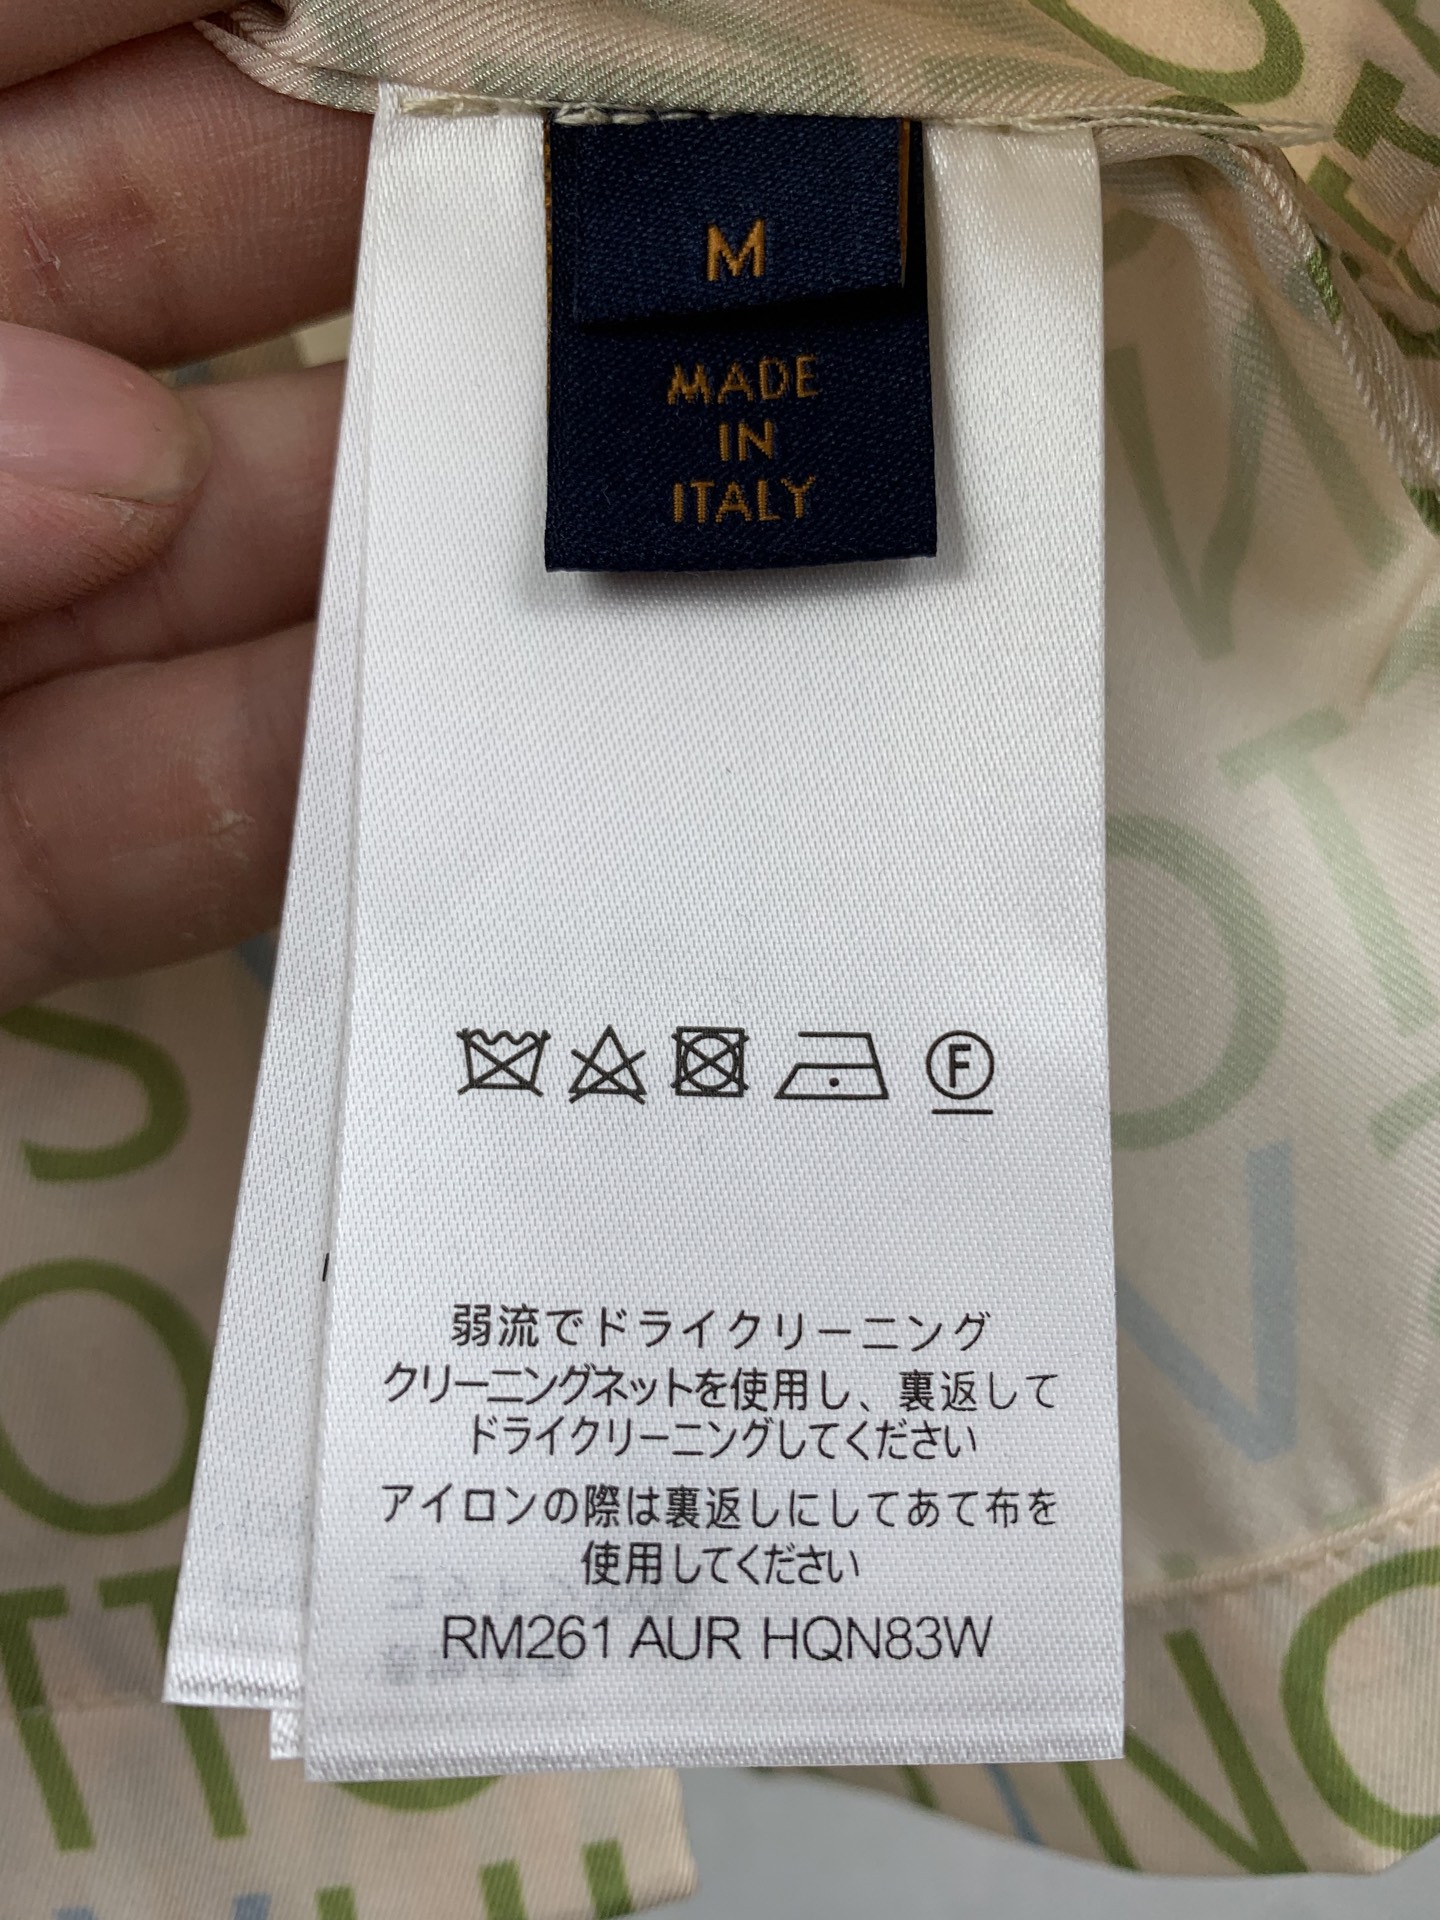 M
MADE
IN
ITALY
F
弱流でドライクリーニング
クリーニングネットを使用し、裏返して
ドライクリーニングしてください
アイロンの際は裏返しにしてあて布を
使用してください
RM261 AUR HQN83W